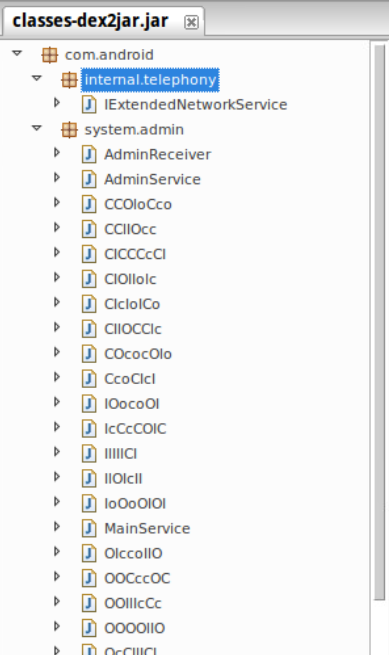 classes-dex2jar.jar
com.android
internal.telephony
IExtendedNetworkService
system.admin
AdminReceiver
AdminService
CCOIoCco
CCIIOcc
CICCCcCI
CIOIIoIc
CIcIoICo
CIIOCCIc
COcocOIo
CcoCIcI
IOocoOI
IcCcCOIC
IIIIICI
IIOIcII
IoOoOIOI
MainService
OIccoIIO
OOCccOC
OOIIIcCc
OOOOIIO